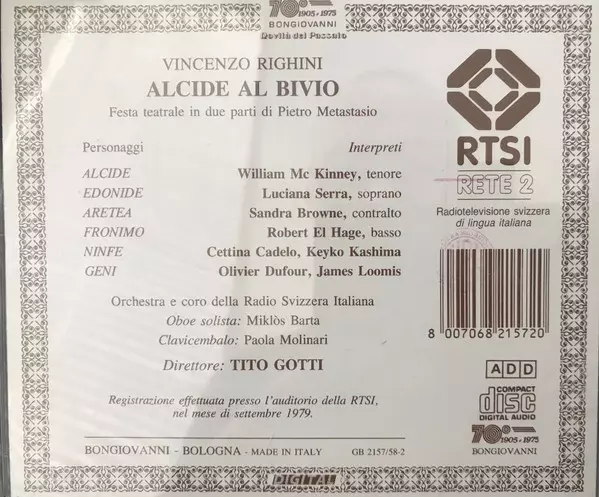 70 1905-1975
BONGIOVANNI
Novità del Passato
VINCENZO RIGHINI
ALCIDE AL BIVIO
Festa teatrale in due parti di Pietro Metastasio
Personaggi Interpreti
ALCIDE William Mc Kinney, tenore
EDONIDE Luciana Serra, soprano
ARETEA Sandra Browne, contralto
FRONIMO Robert El Hage, basso
NINFE Cettina Cadelo, Keyko Kashima
GENI Olivier Dufour, James Loomis
Orchestra e coro della Radio Svizzera Italiana
Oboe solista: Miklòs Barta
Clavicembalo: Paola Molinari
Direttore: TITO GOTTI
Registrazione effettuata presso l'auditorio della RTSI,
nel mese di settembre 1979.
BONGIOVANNI - BOLOGNA - MADE IN ITALY GB 2157/58-2
DIGITAL
RTSI
RETE 2
Radiotelevisione svizzera
di lingua italiana
8 007068 215720
ADD
COMPACT
disc
DIGITAL AUDIO
70 1905-1975
BONGIOVANNI